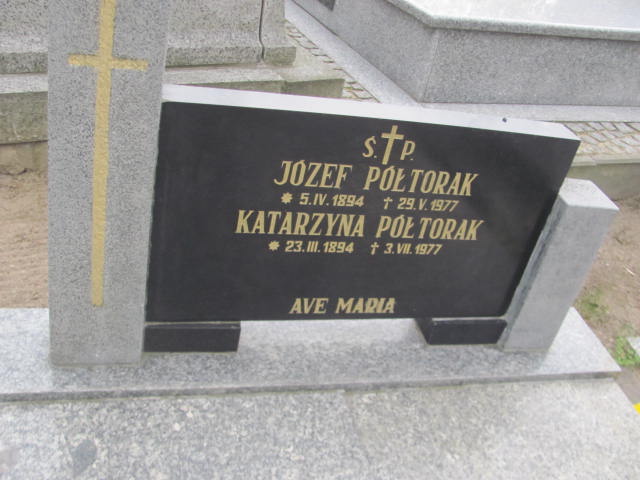 Ś. † P.
JÓZEF PÓŁTORAK
* 5.IV.1894 † 29.V.1977
KATARZYNA PÓŁTORAK
* 23.III.1894 † 3.VII.1977
AVE MARIA